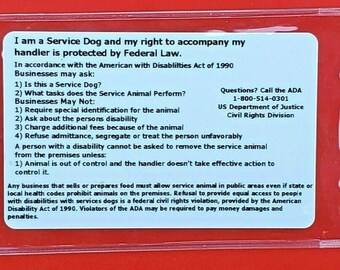 I am a Service Dog and my right to accompany my
handler is protected by Federal Law.
In accordance with the American with Disabilities Act of 1990
Businesses may ask:
1) Is this a Service Dog?
2) What tasks does the Service Animal Perform?
Businesses May Not:
1) Require special identification for the animal
2) Ask about the persons disability
3) Charge additional fees because of the animal
4) Refuse admittance, segregate or treat the person unfavorably
Questions? Call the ADA
1-800-514-0301
US Department of Justice
Civil Rights Division
A person with a disability cannot be asked to remove the service animal
from the premises unless:
1) Animal is out of control and the handler doesn't take effective action to
control it.
Any business that sells or prepares food must allow service animal in public areas even if state or
local health codes prohibit animals on the premises. Refusal to provide equal access to people
with disabilities with services dogs is a federal civil rights violation, provided by the American
Disability Act of 1990. Violators of the ADA may be required to pay money damages and
penalties.